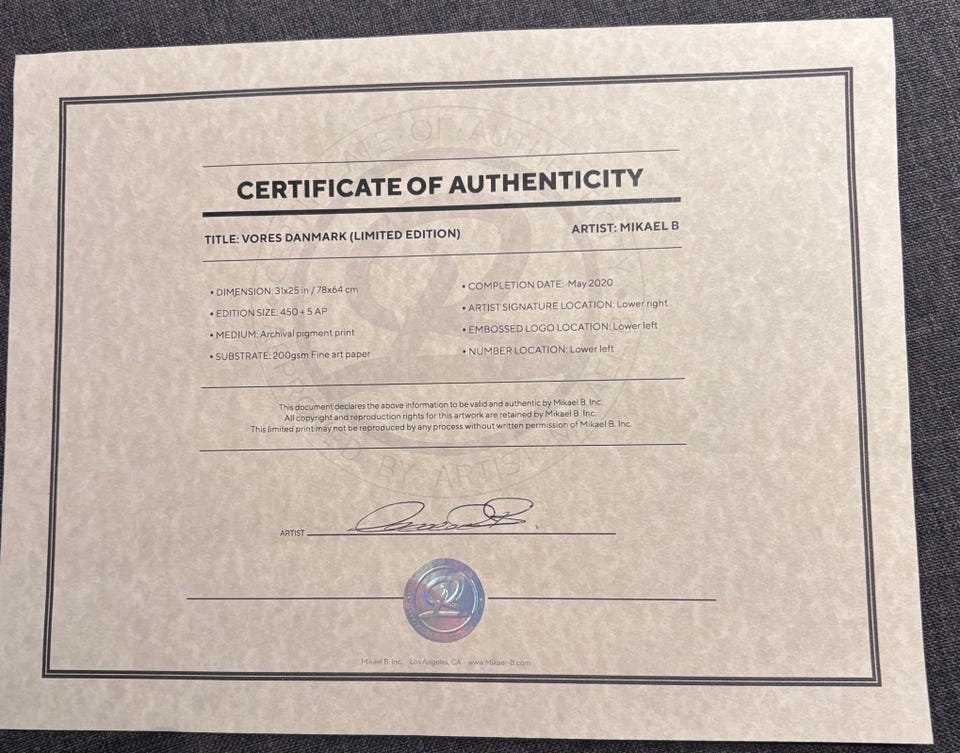 CERTIFICATE OF AUTHENTICITY
TITLE: VORES DANMARK (LIMITED EDITION)
ARTIST: MIKAEL B
• DIMENSION: 31x25 in / 78x64 cm
• EDITION SIZE: 450 + 5 AP
• MEDIUM: Archival pigment print
• SUBSTRATE: 200gsm Fine art paper
• COMPLETION DATE: May 2020
• ARTIST SIGNATURE LOCATION: Lower right
• EMBOSSED LOGO LOCATION: Lower left
• NUMBER LOCATION: Lower left
This document declares the above information to be valid and authentic by Mikael B. Inc.
All copyright and reproduction rights for this artwork are retained by Mikael B. Inc.
This limited print may not be reproduced by any process without written permission of Mikael B. Inc.
ARTIST
Mikael B. Inc. Los Angeles, CA www.Mikael-B.com